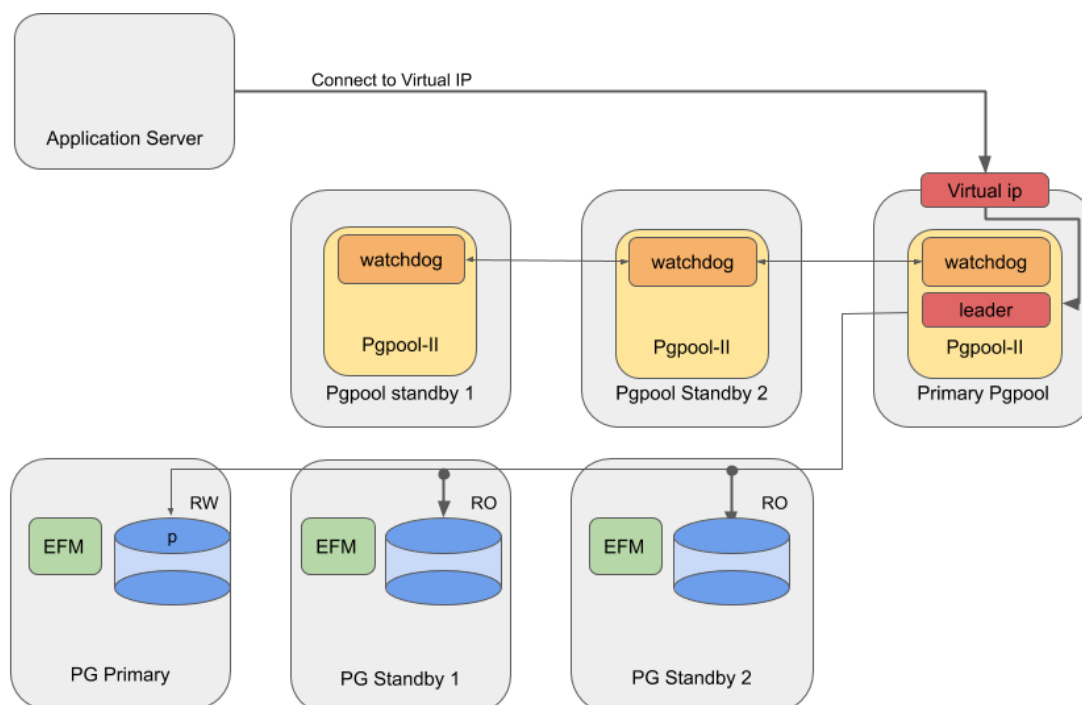 Connect to Virtual IP
Application Server
Virtual ip
watchdog
watchdog
watchdog
leader
Pgpool-II
Pgpool-II
Pgpool-II
Pgpool standby 1
Pgpool Standby 2
Primary Pgpool
RW
RO
RO
EFM
p
EFM
EFM
PG Primary
PG Standby 1
PG Standby 2